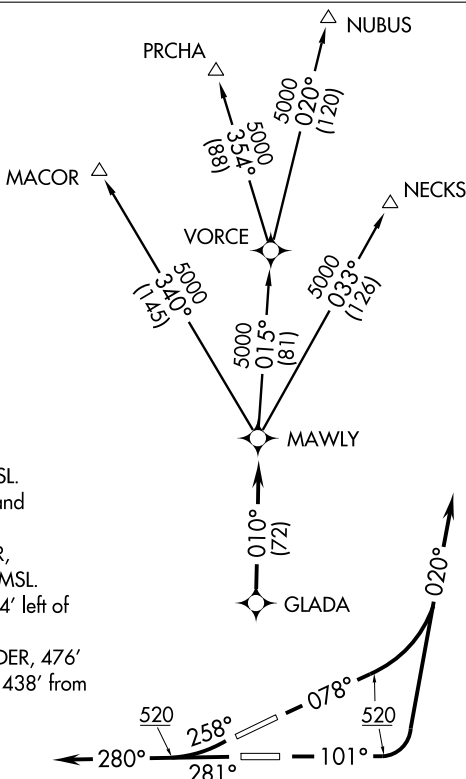 NUBUS
PRCHA
5000
020°
(120)
5000
354°
(88)
MACOR
NECKS
VORCE
5000
340°
(145)
5000
015°
(81)
5000
033°
(126)
MAWLY
SL.
and
010°
(72)
R,
MSL.
4' left of
GLADA
020°
DER, 476'
438' from
078°
520
258°
520
280°
281°
101°